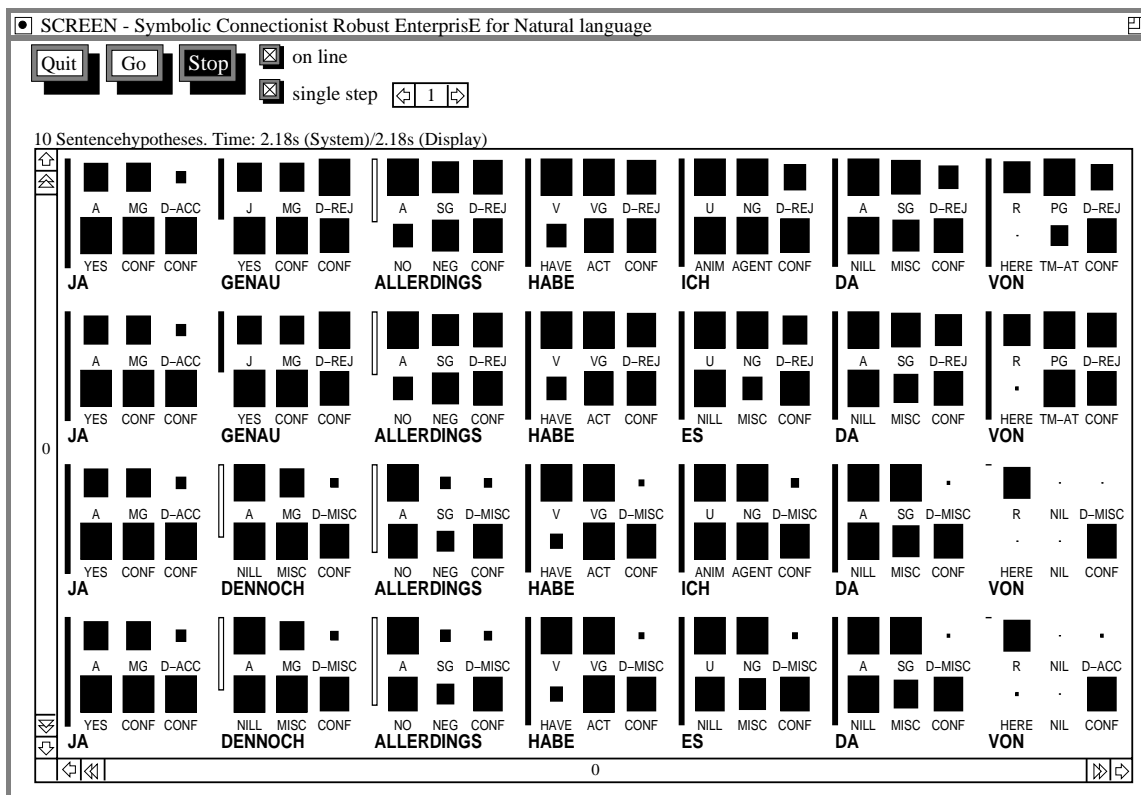 SCREEN - Symbolic Connectionist Robust EnterprisE for Natural language
Quit Go Stop on line
single step 1
10 Sentencehypotheses. Time: 2.18s (System)/2.18s (Display)
A MG D–ACC J MG D–REJ A SG D–REJ V VG D–REJ U NG D–REJ A SG D–REJ R PG D–REJ
YES CONF CONF YES CONF CONF NO NEG CONF HAVE ACT CONF ANIM AGENT CONF NILL MISC CONF HERE TM–AT CONF
JA GENAU ALLERDINGS HABE ICH DA VON
A MG D–ACC J MG D–REJ A SG D–REJ V VG D–REJ U NG D–REJ A SG D–REJ R PG D–REJ
YES CONF CONF YES CONF CONF NO NEG CONF HAVE ACT CONF NILL MISC CONF NILL MISC CONF HERE TM–AT CONF
JA GENAU ALLERDINGS HABE ES DA VON
0
A MG D–ACC A MG D–MISC A SG D–MISC V VG D–MISC U NG D–MISC A SG D–MISC R NIL D–MISC
YES CONF CONF NILL MISC CONF NO NEG CONF HAVE ACT CONF ANIM AGENT CONF NILL MISC CONF HERE NIL CONF
JA DENNOCH ALLERDINGS HABE ICH DA VON
A MG D–ACC A MG D–MISC A SG D–MISC V VG D–MISC U NG D–MISC A SG D–MISC R NIL D–ACC
YES CONF CONF NILL MISC CONF NO NEG CONF HAVE ACT CONF NILL MISC CONF NILL MISC CONF HERE NIL CONF
JA DENNOCH ALLERDINGS HABE ES DA VON
0